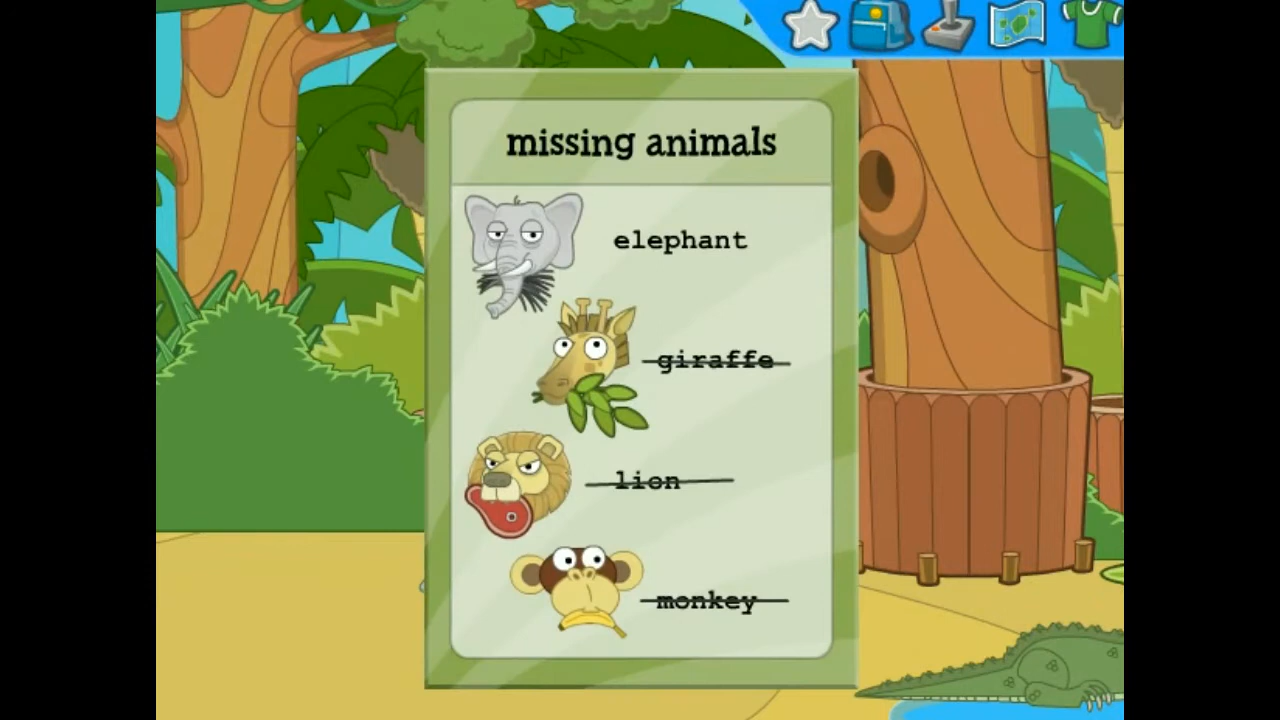 missing animals
elephant
giraffe
lion
monkey